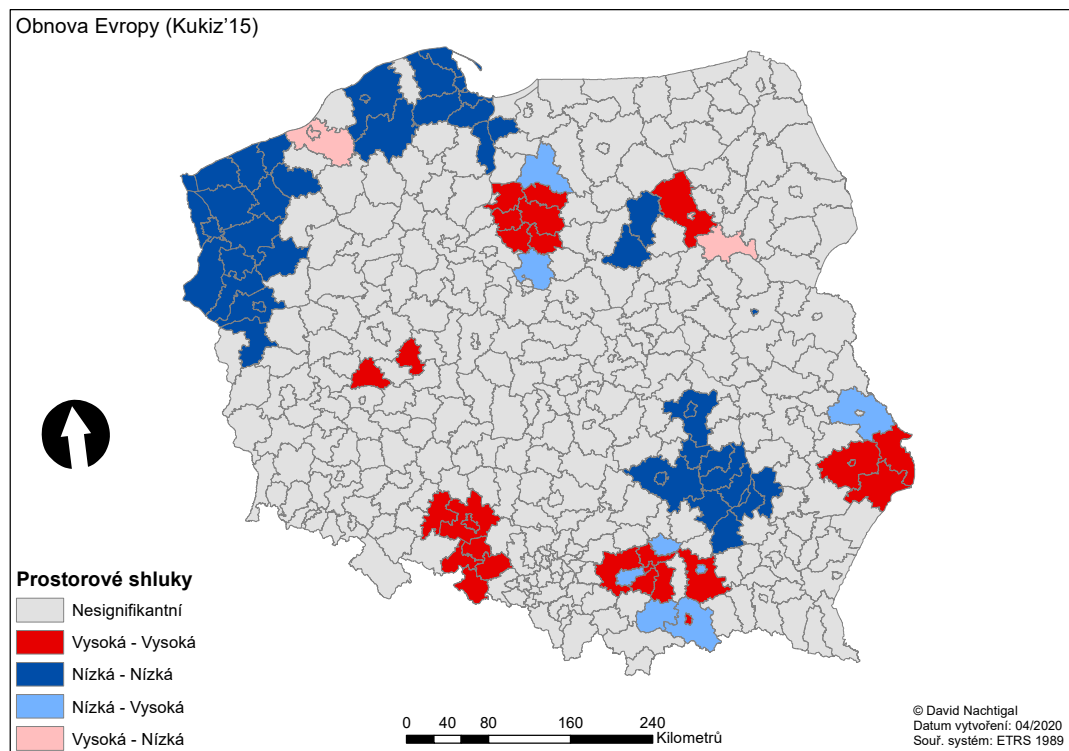 Obnova Evropy (Kukiz’15)
Prostorové shluky
Nesignifikantní
Vysoká - Vysoká
Nízká - Nízká
Nízká - Vysoká
Vysoká - Nízká
0 40 80 160 240
Kilometrů
© David Nachtigal
Datum vytvoření: 04/2020
Souř. systém: ETRS 1989